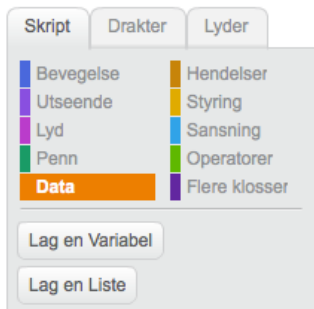 Skript Drakter Lyder
Bevegelse Hendelser
Utseende Styring
Lyd Sansning
Penn Operatorer
Data Flere klosser
Lag en Variabel
Lag en Liste